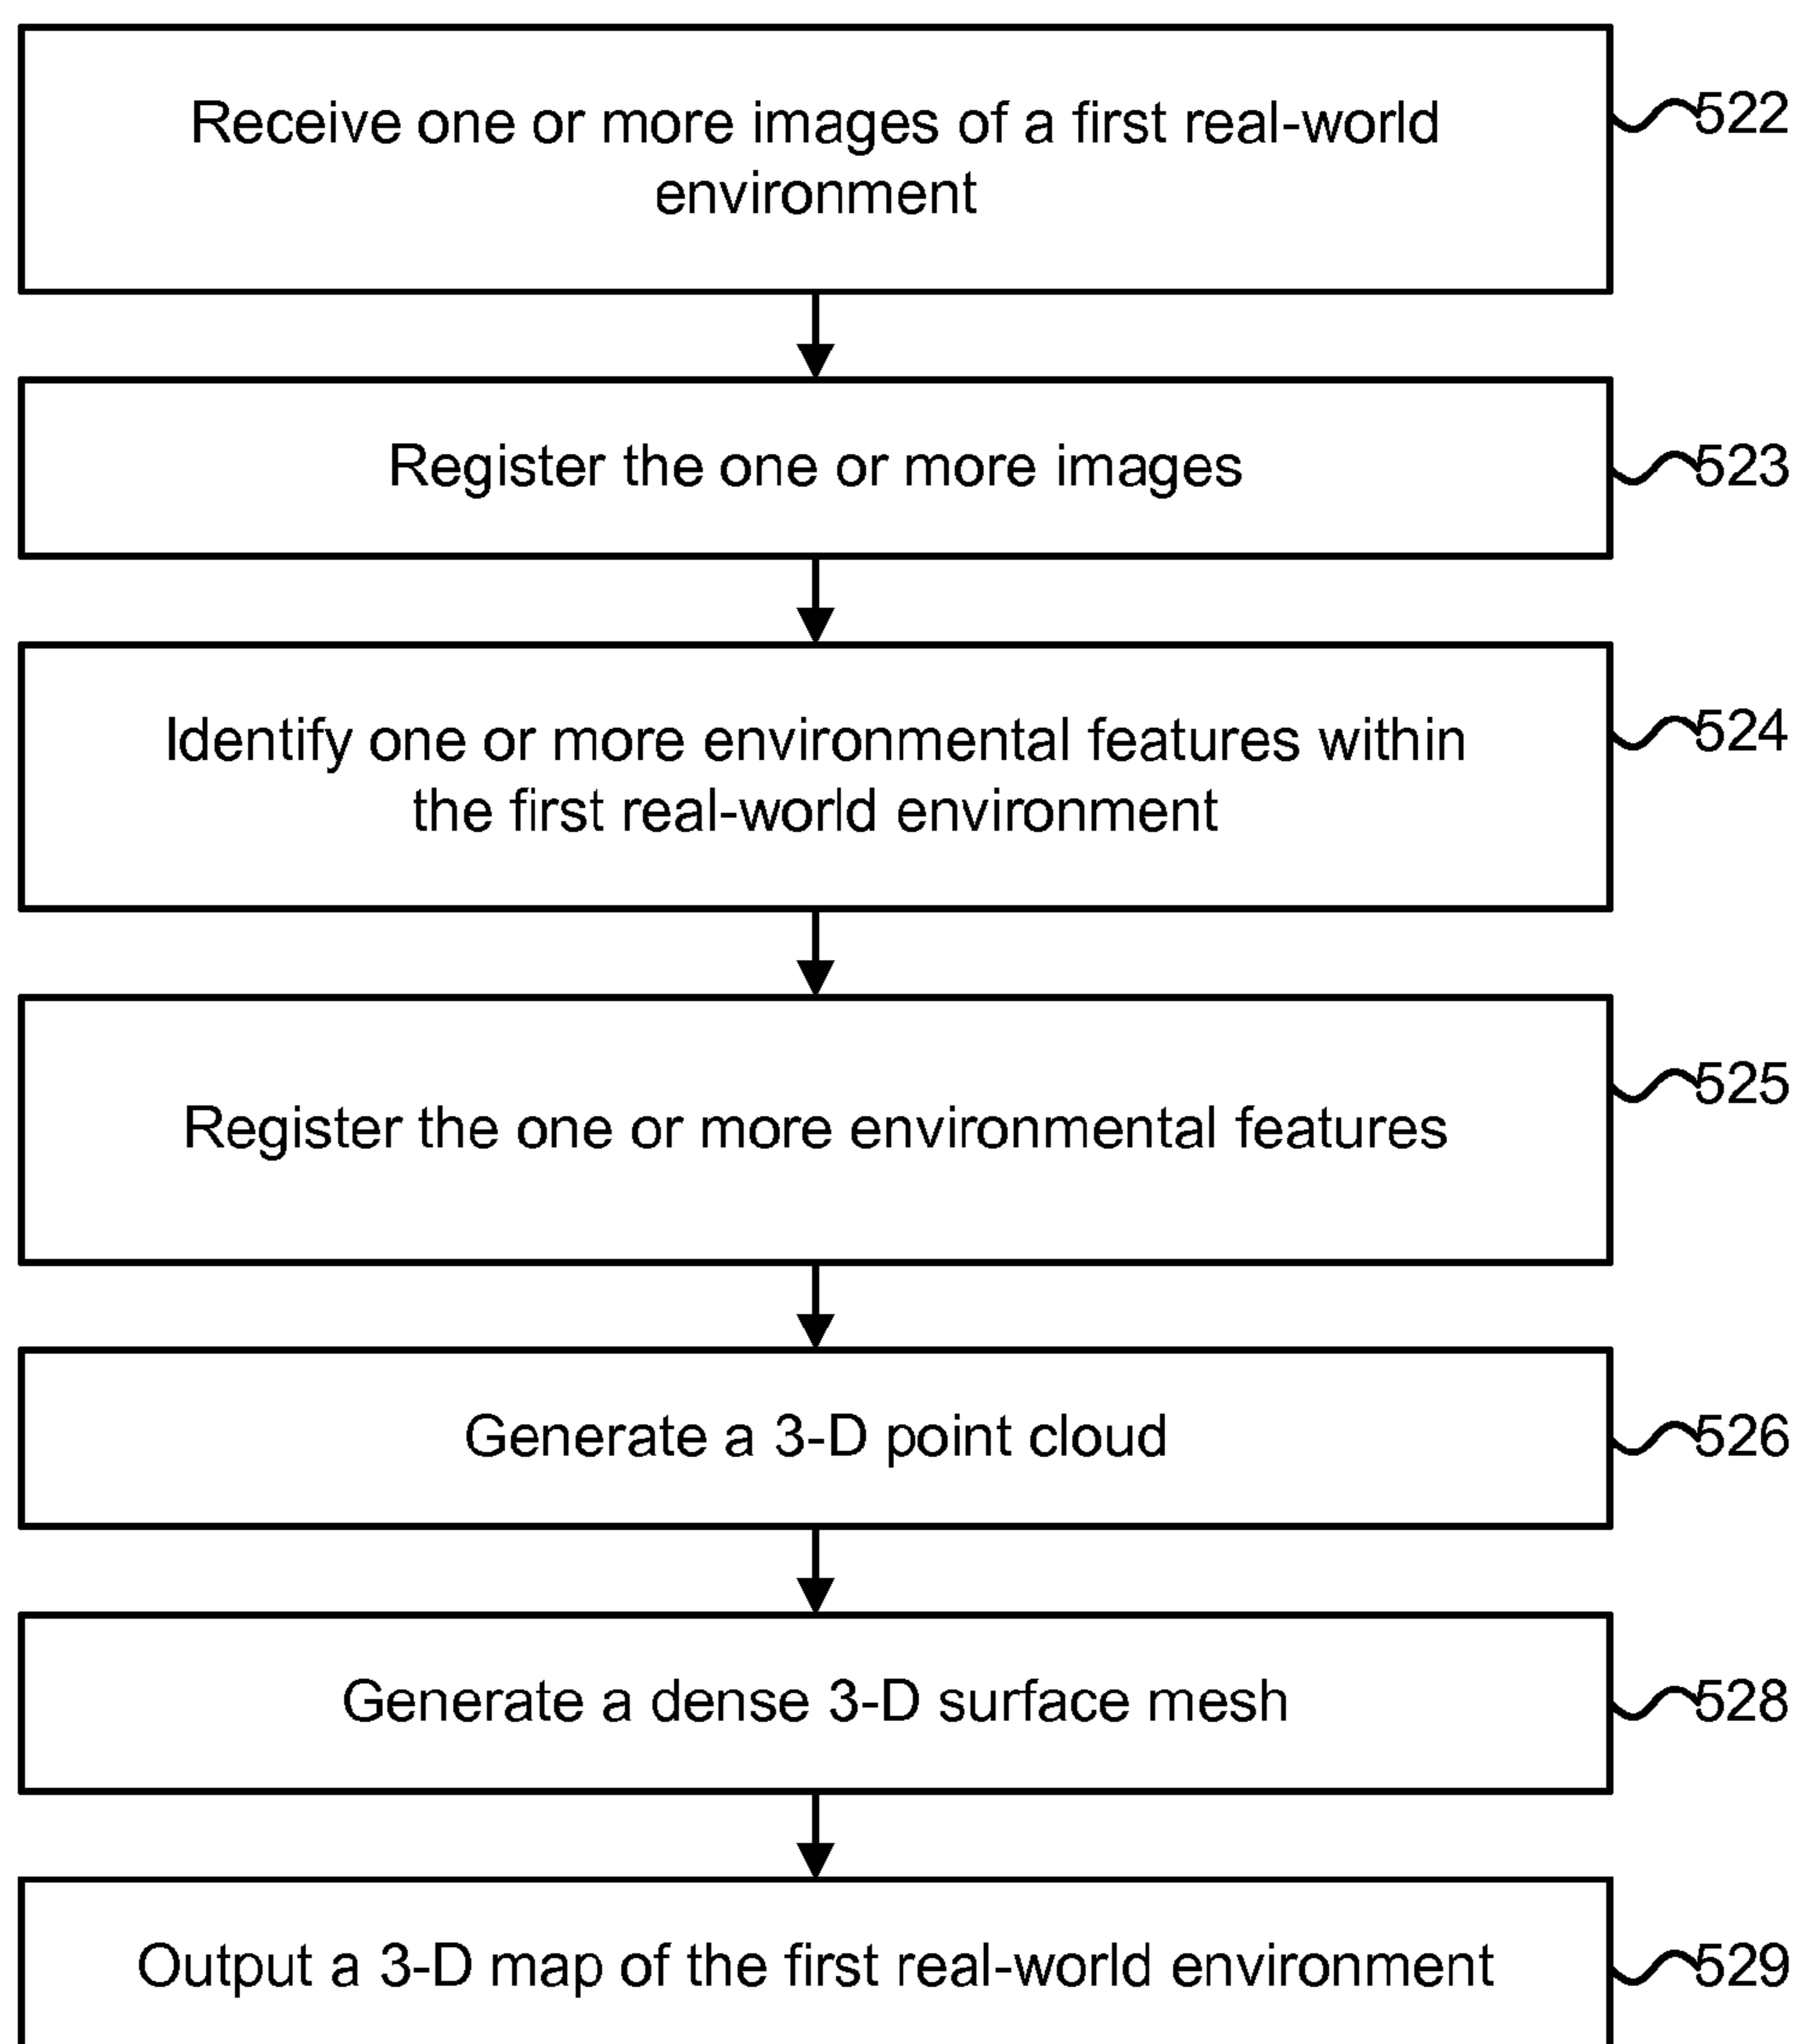 Receive one or more images of a first real-world
environment
522
Register the one or more images
523
Identify one or more environmental features within
the first real-world environment
524
Register the one or more environmental features
525
Generate a 3-D point cloud
526
Generate a dense 3-D surface mesh
528
Output a 3-D map of the first real-world environment
529